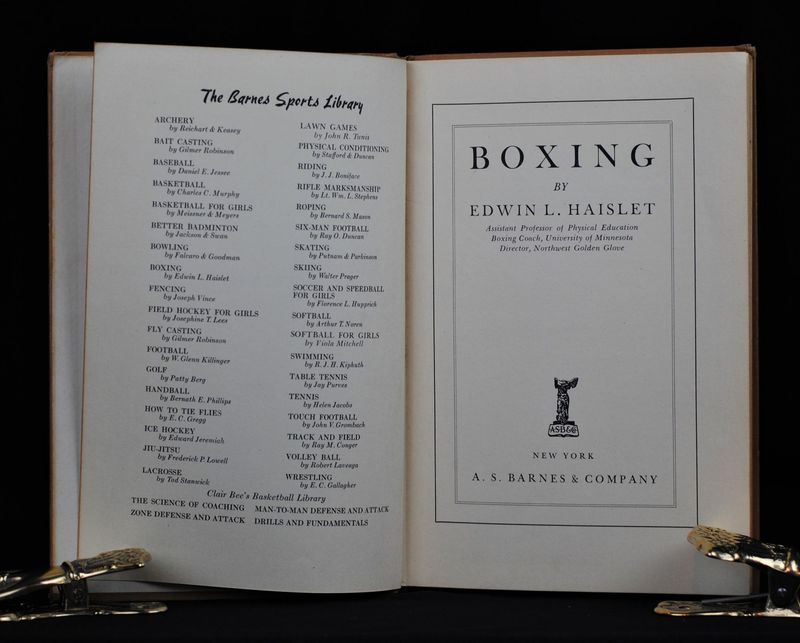 The Barnes Sports Library
ARCHERY
by Reichart & Keasey
BAIT CASTING
by Gilmer Robinson
BASEBALL
by Daniel E. Jessee
BASKETBALL
by Charles C. Murphy
BASKETBALL FOR GIRLS
by Meissner & Meyers
BETTER BADMINTON
by Jackson & Swan
BOWLING
by Falcaro & Goodman
BOXING
by Edwin L. Haislet
FENCING
by Joseph Vince
FIELD HOCKEY FOR GIRLS
by Josephine T. Lees
FLY CASTING
by Gilmer Robinson
FOOTBALL
by W. Glenn Killinger
GOLF
by Patty Berg
HANDBALL
by Bernath E. Phillips
HOW TO TIE FLIES
by E. C. Gregg
ICE HOCKEY
by Edward Jeremiah
JIU-JITSU
by Frederick P. Lowell
LACROSSE
by Tad Stanwick
LAWN GAMES
by John R. Tunis
PHYSICAL CONDITIONING
by Stafford & Duncan
RIDING
by J. J. Boniface
RIFLE MARKSMANSHIP
by Lt. Wm. L. Stephens
ROPING
by Bernard S. Mason
SIX-MAN FOOTBALL
by Ray O. Duncan
SKATING
by Putnam & Parkinson
SKIING
by Walter Prager
SOCCER AND SPEEDBALL
FOR GIRLS
by Florence L. Hupprich
SOFTBALL
by Arthur T. Noren
SOFTBALL FOR GIRLS
by Viola Mitchell
SWIMMING
by R. J. H. Kiphuth
TABLE TENNIS
by Jay Purves
TENNIS
by Helen Jacobs
TOUCH FOOTBALL
by John V. Grombach
TRACK AND FIELD
by Ray M. Conger
VOLLEY BALL
by Robert Laveaga
WRESTLING
by E. C. Gallagher
Clair Bee's Basketball Library
THE SCIENCE OF COACHING MAN-TO-MAN DEFENSE AND ATTACK
ZONE DEFENSE AND ATTACK DRILLS AND FUNDAMENTALS
BOXING
BY
EDWIN L. HAISLET
Assistant Professor of Physical Education
Boxing Coach, University of Minnesota
Director, Northwest Golden Glove
ASB&Co
NEW YORK
A. S. BARNES & COMPANY